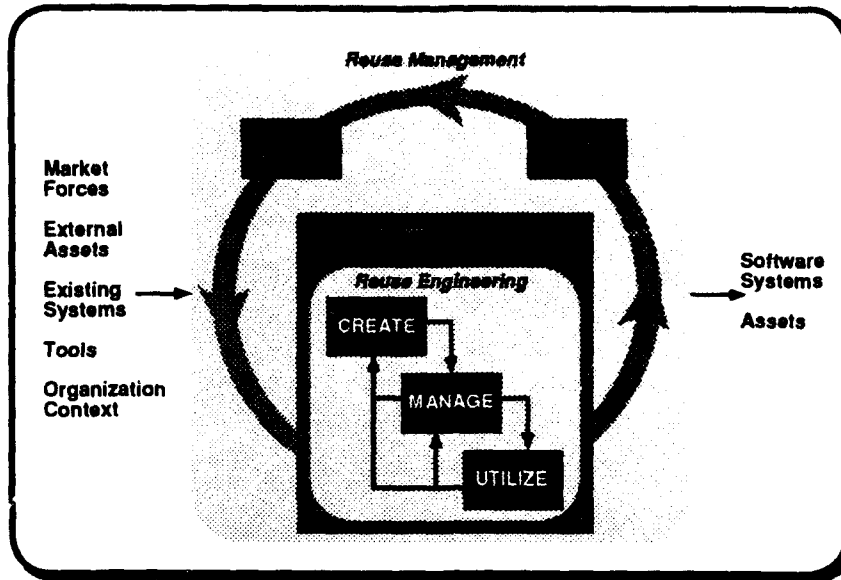 Reuse Management
Market
Forces
External
Assets
Existing
Systems
Tools
Organization
Context
Reuse Engineering
CREATE
MANAGE
UTILIZE
Software
Systems
Assets